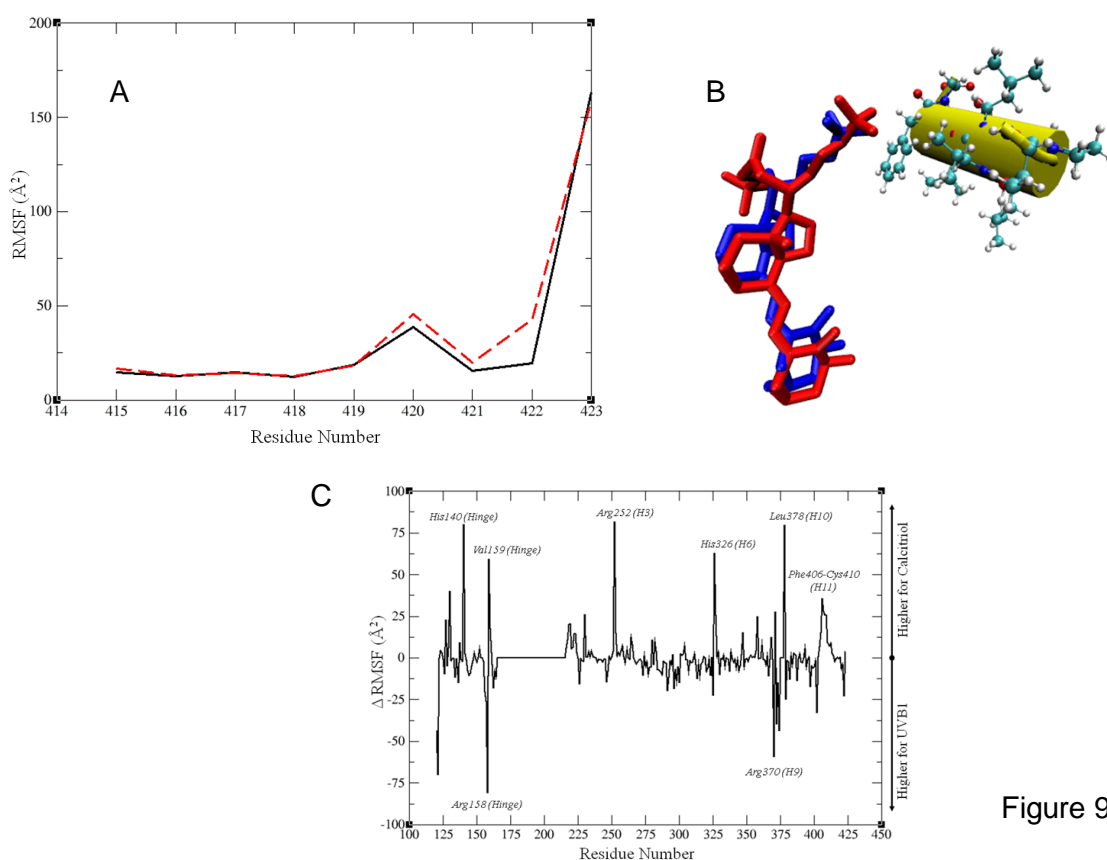 A
200
150
100
50
0
RMSF (Å²)
414 415 416 417 418 419 420 421 422 423
Residue Number
B
C
100
75
50
25
0
-25
-50
-75
-100
Δ RMSF (Å²)
His140 (Hinge)
Val159 (Hinge)
Arg252 (H3)
His326 (H6)
Leu378 (H10)
Phe406-Cys410
(H11)
Arg158 (Hinge)
Arg370 (H9)
Higher for Calcitriol
Higher for UVB1
100 125 150 175 200 225 250 275 300 325 350 375 400 425 450
Residue Number
Figure 9